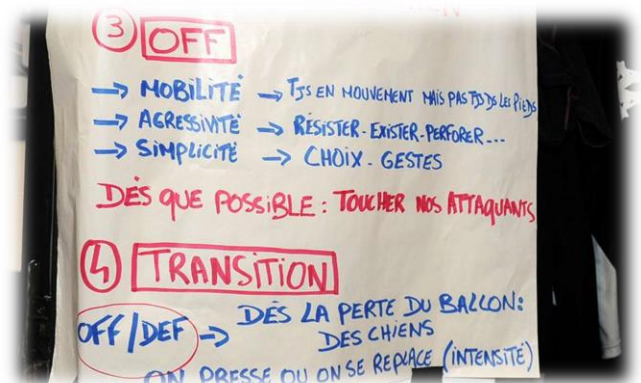 ③ OFF
→ MOBILITÉ → TJS EN MOUVEMENT MAIS PAS TJS DS LES PIEDS
→ AGRESSIVITÉ → RÉSISTER - EXISTER - PERFORER...
→ SIMPLICITÉ → CHOIX - GESTES
DÈS QUE POSSIBLE : TOUCHER NOS ATTAQUANTS
④ TRANSITION
OFF/DEF → DÈS LA PERTE DU BALLON :
DES CHIENS
ON PRESSE OU ON SE REPLACE (INTENSITÉ)